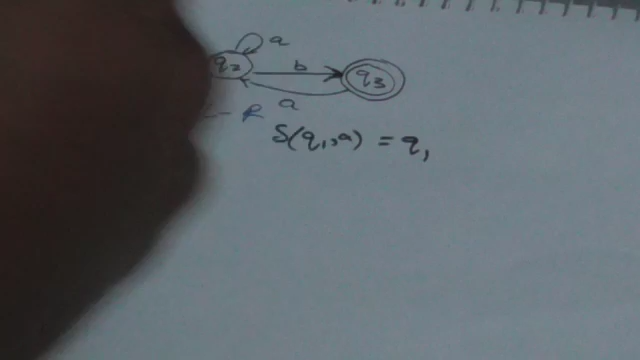 a
q2 b q3
a
δ(q₁,a) = q₁